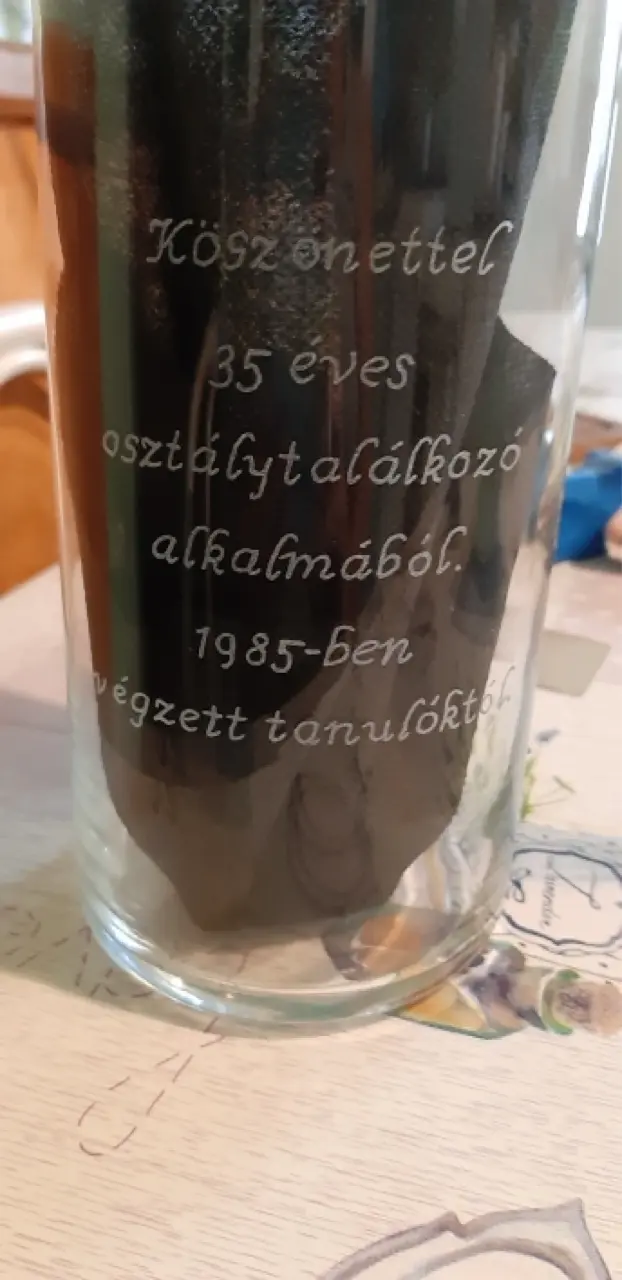 Köszönettel
35 éves
osztálytalálkozó
alkalmából.
1985-ben
végzett tanulóktól